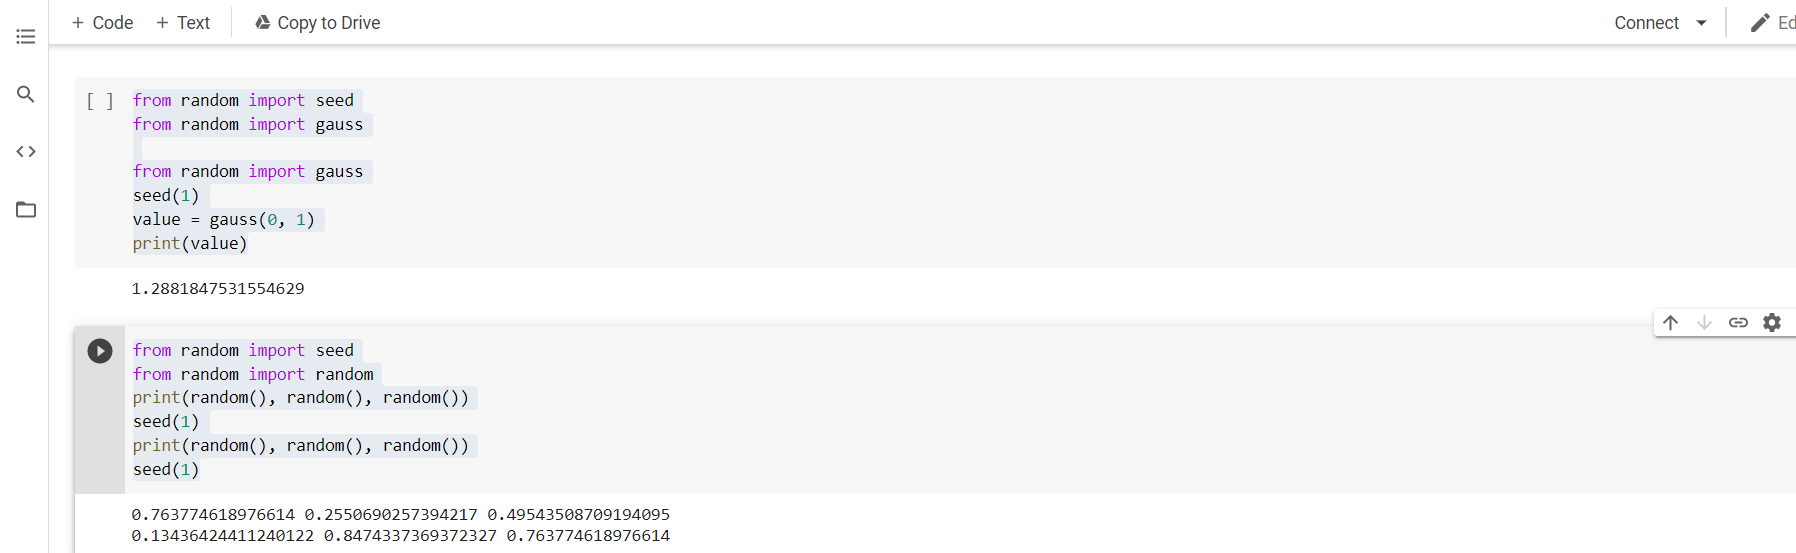 + Code + Text Copy to Drive Connect Ed
[ ] from random import seed
from random import gauss
from random import gauss
seed(1)
value = gauss(0, 1)
print(value)
1.2881847531554629
from random import seed
from random import random
print(random(), random(), random())
seed(1)
print(random(), random(), random())
seed(1)
0.763774618976614 0.2550690257394217 0.49543508709194095
0.13436424411240122 0.8474337369372327 0.763774618976614